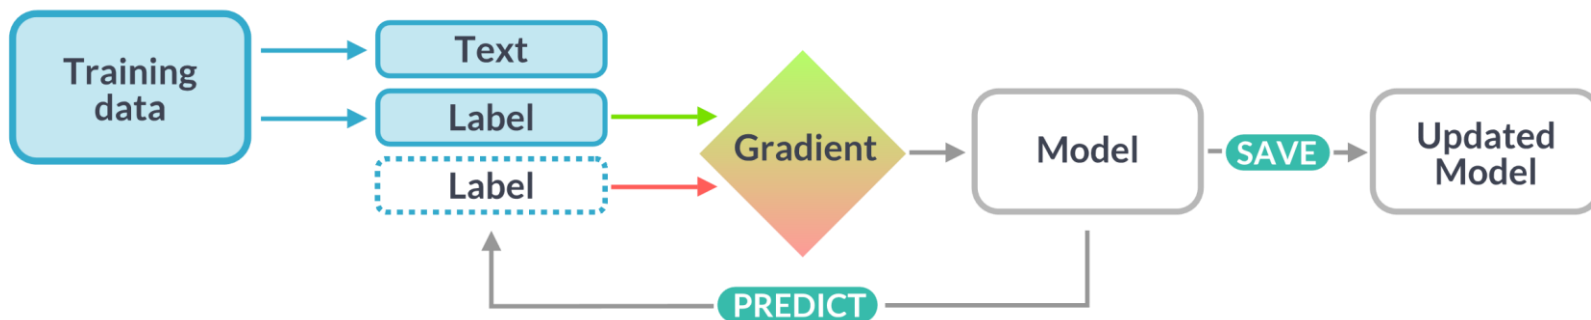 Training
data
Text
Label
Label
Gradient
Model
SAVE
Updated
Model
PREDICT